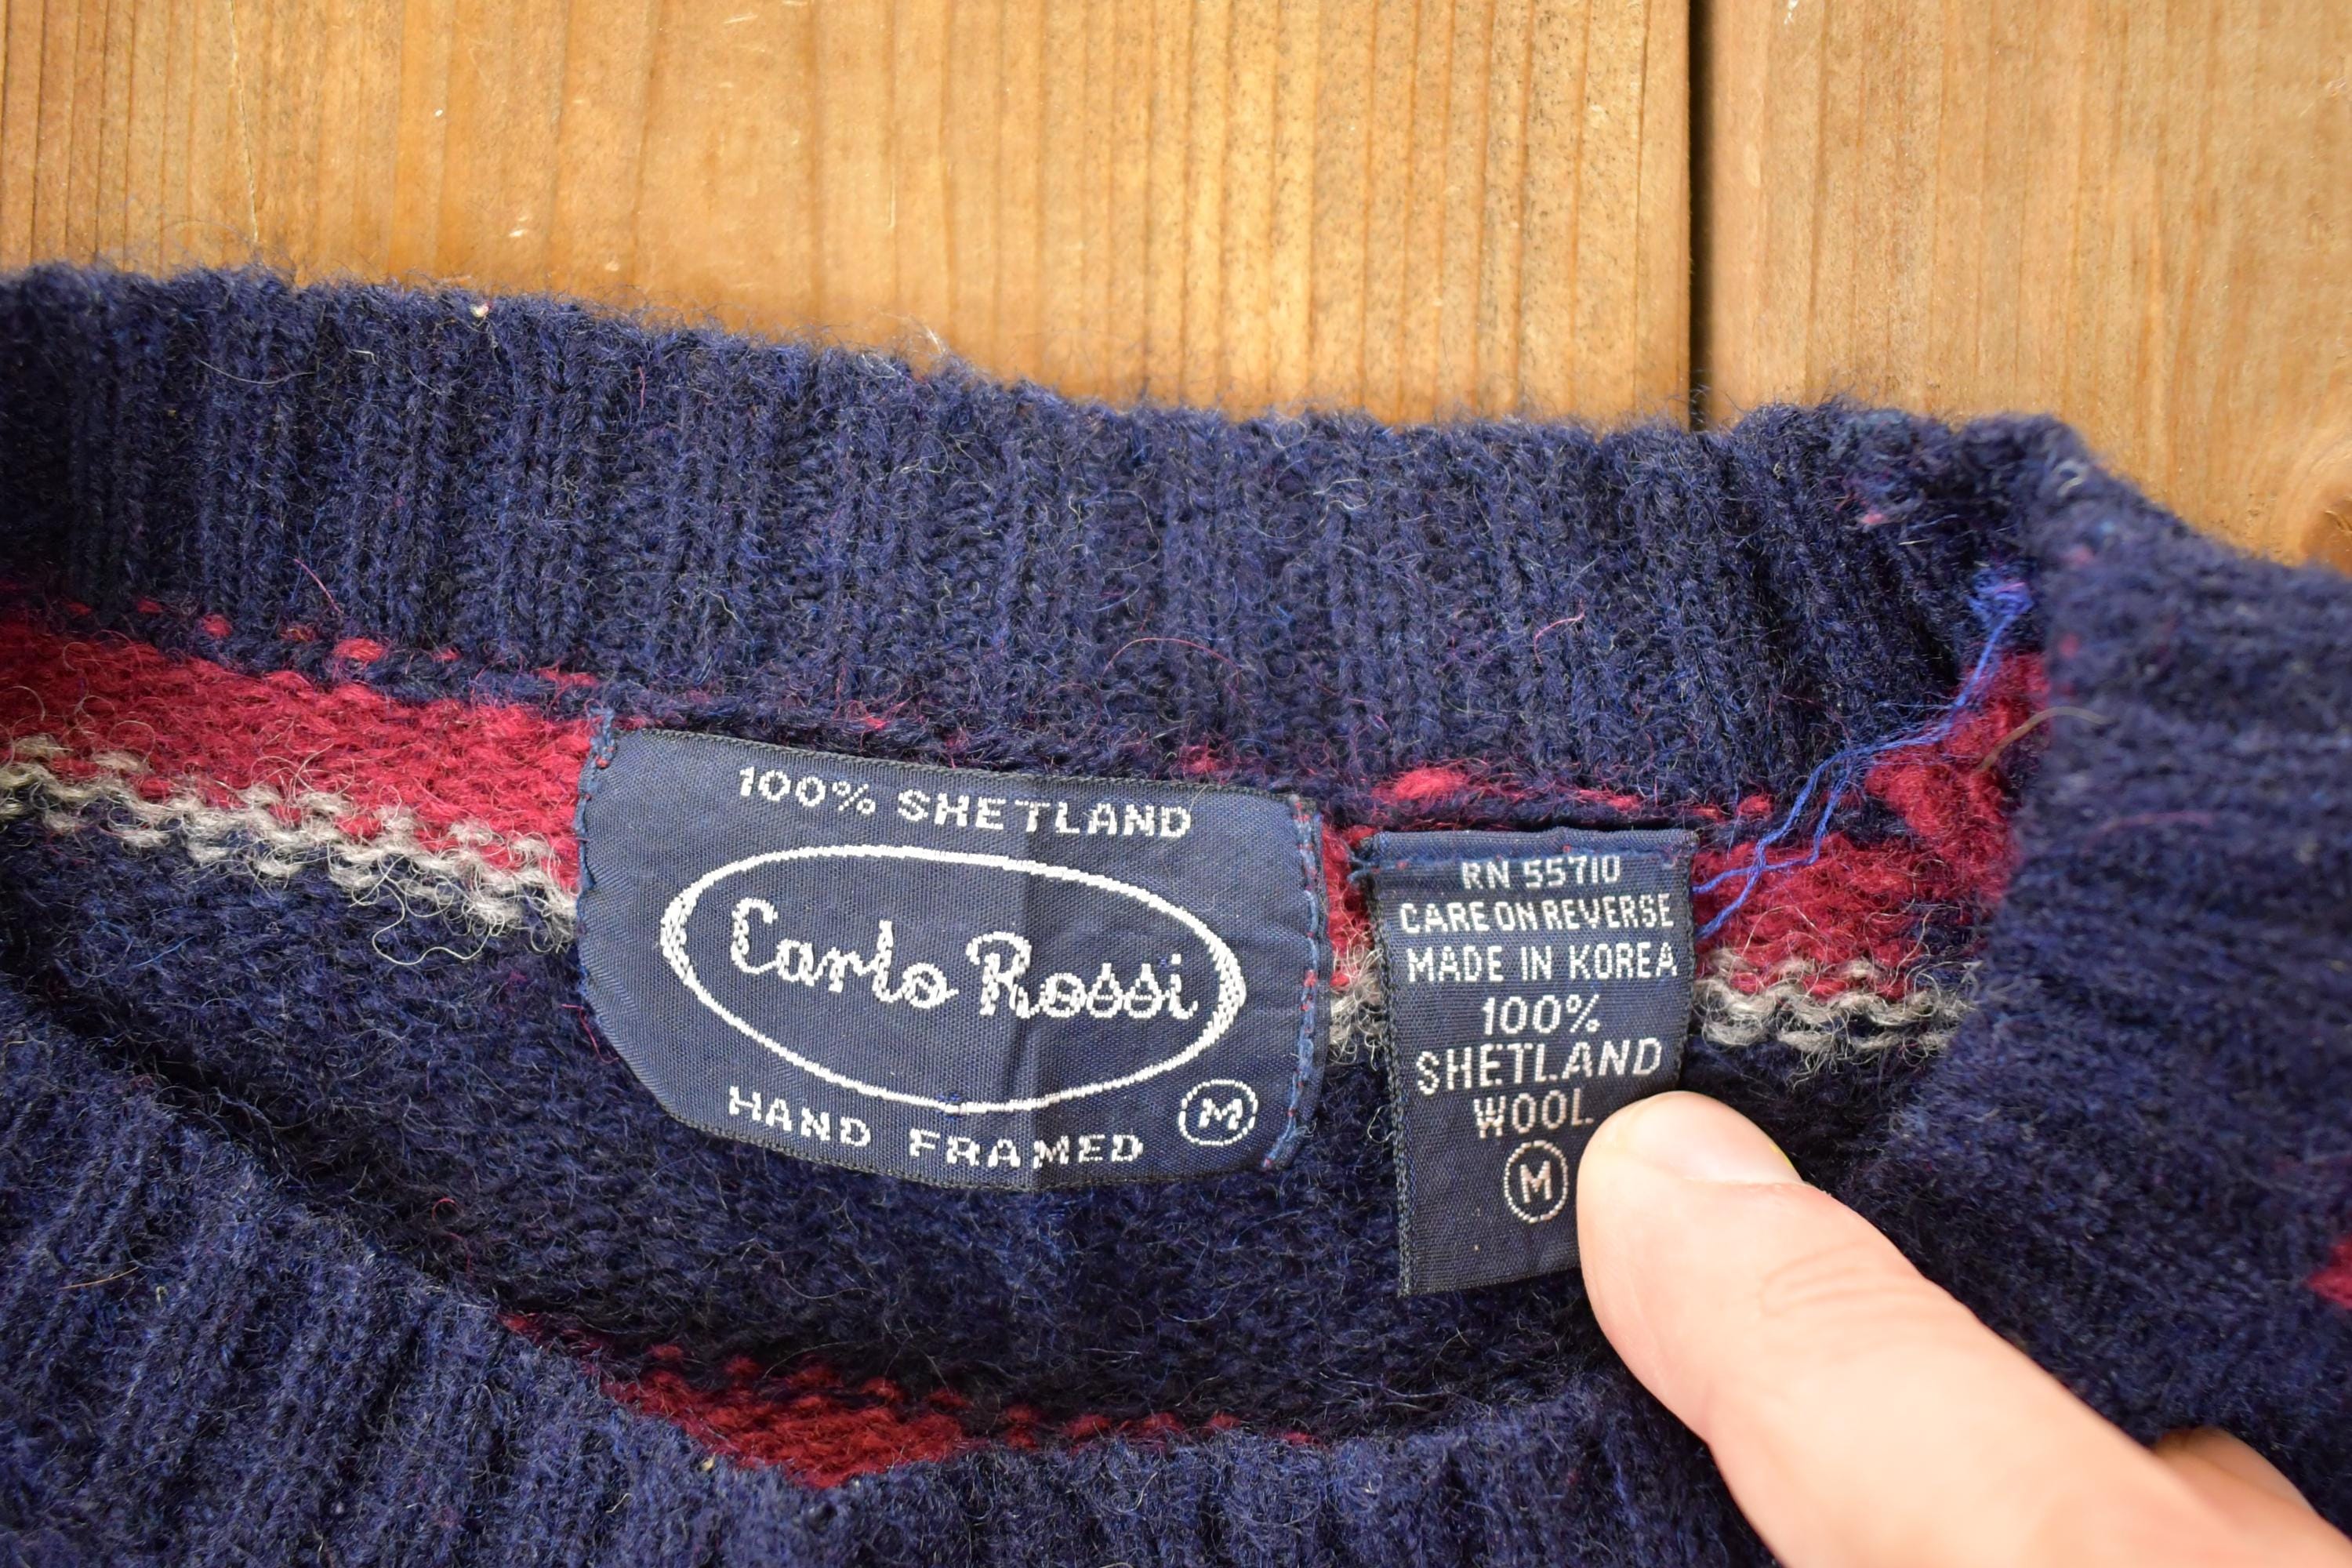 100% SHETLAND
Carlo Rossi
HAND FRAMED M
RN 55710
CARE ON REVERSE
MADE IN KOREA
100%
SHETLAND
WOOL
M